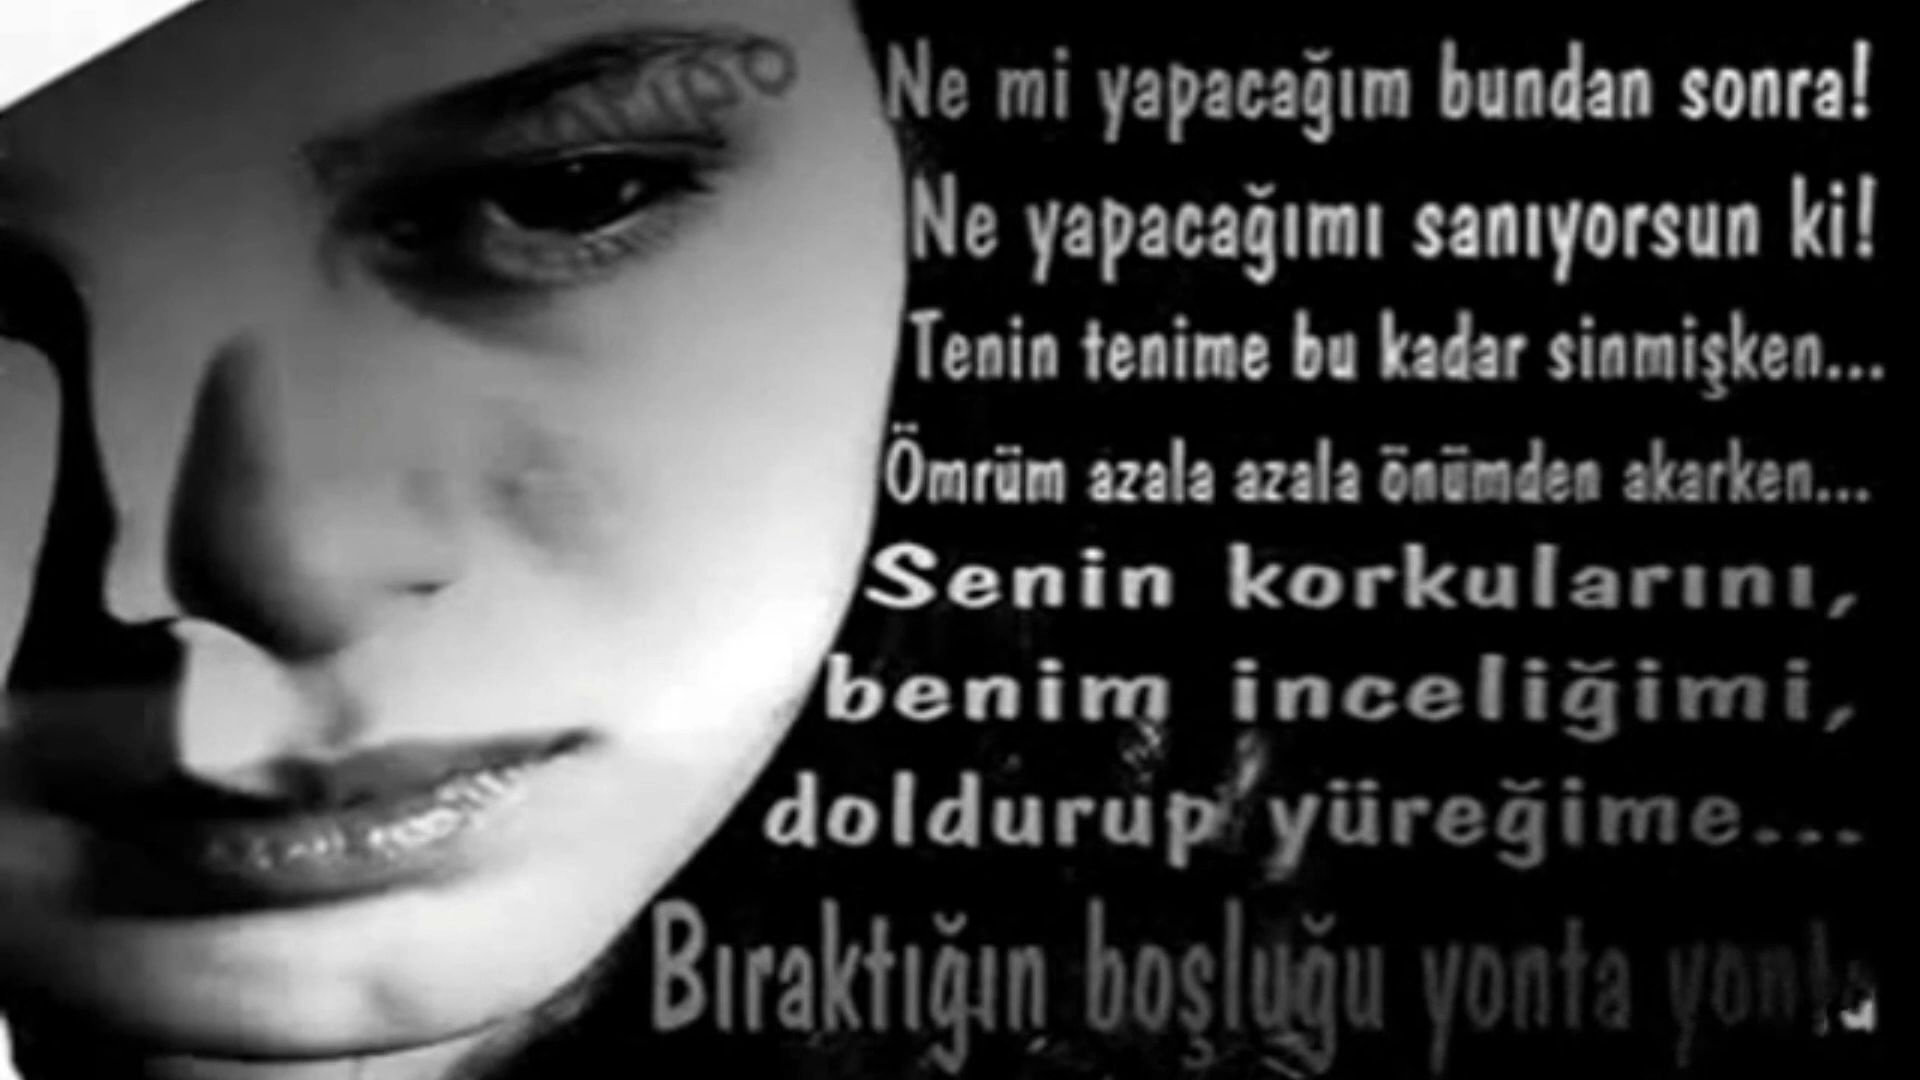 Ne mi yapacağım bundan sonra!
Ne yapacağımı sanıyorsun ki!
Tenin tenime bu kadar sinmişken...
Ömrüm azala azala önümden akarken...
Senin korkularını,
benim inceliğimi,
doldurup yüreğime...
Bıraktığın boşluğu yonta yonta